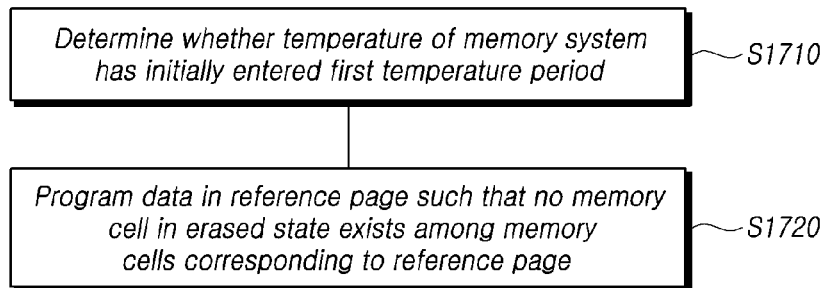 Determine whether temperature of memory system
has initially entered first temperature period
S1710
Program data in reference page such that no memory
cell in erased state exists among memory
cells corresponding to reference page
S1720